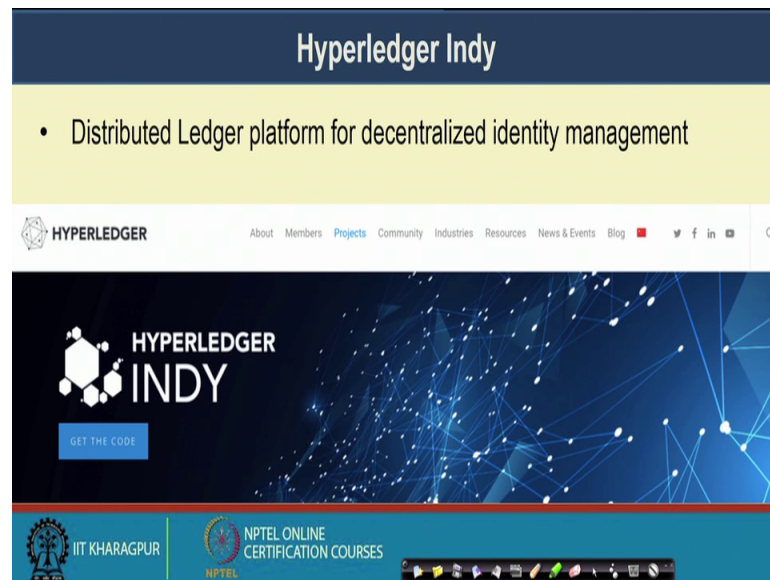 Hyperledger Indy
• Distributed Ledger platform for decentralized identity management
HYPERLEDGER About Members Projects Community Industries Resources News & Events Blog
HYPERLEDGER
INDY
GET THE CODE
IIT KHARAGPUR
NPTEL
NPTEL ONLINE
CERTIFICATION COURSES